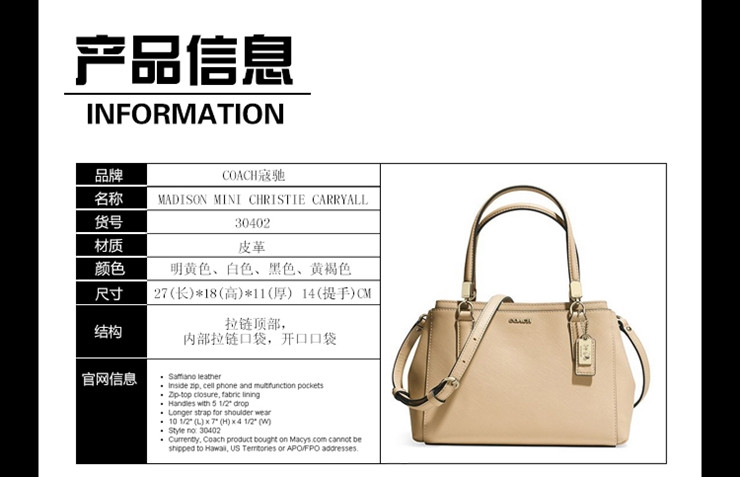 产品信息
INFORMATION
品牌 COACH寇驰
名称 MADISON MINI CHRISTIE CARRYALL
货号 30402
材质 皮革
颜色 明黄色、白色、黑色、黄褐色
尺寸 27(长)*18(高)*11(厚) 14(提手)CM
结构 拉链顶部，
内部拉链口袋，开口口袋
官网信息
• Saffiano leather
• Inside zip, cell phone and multifunction pockets
• Zip-top closure, fabric lining
• Handles with 5 1/2" drop
• Longer strap for shoulder wear
• 10 1/2" (L) x 7" (H) x 4 1/2" (W)
• Style no: 30402
• Currently, Coach product bought on Macys.com cannot be
shipped to Hawaii, US Territories or APO/FPO addresses.
COACH